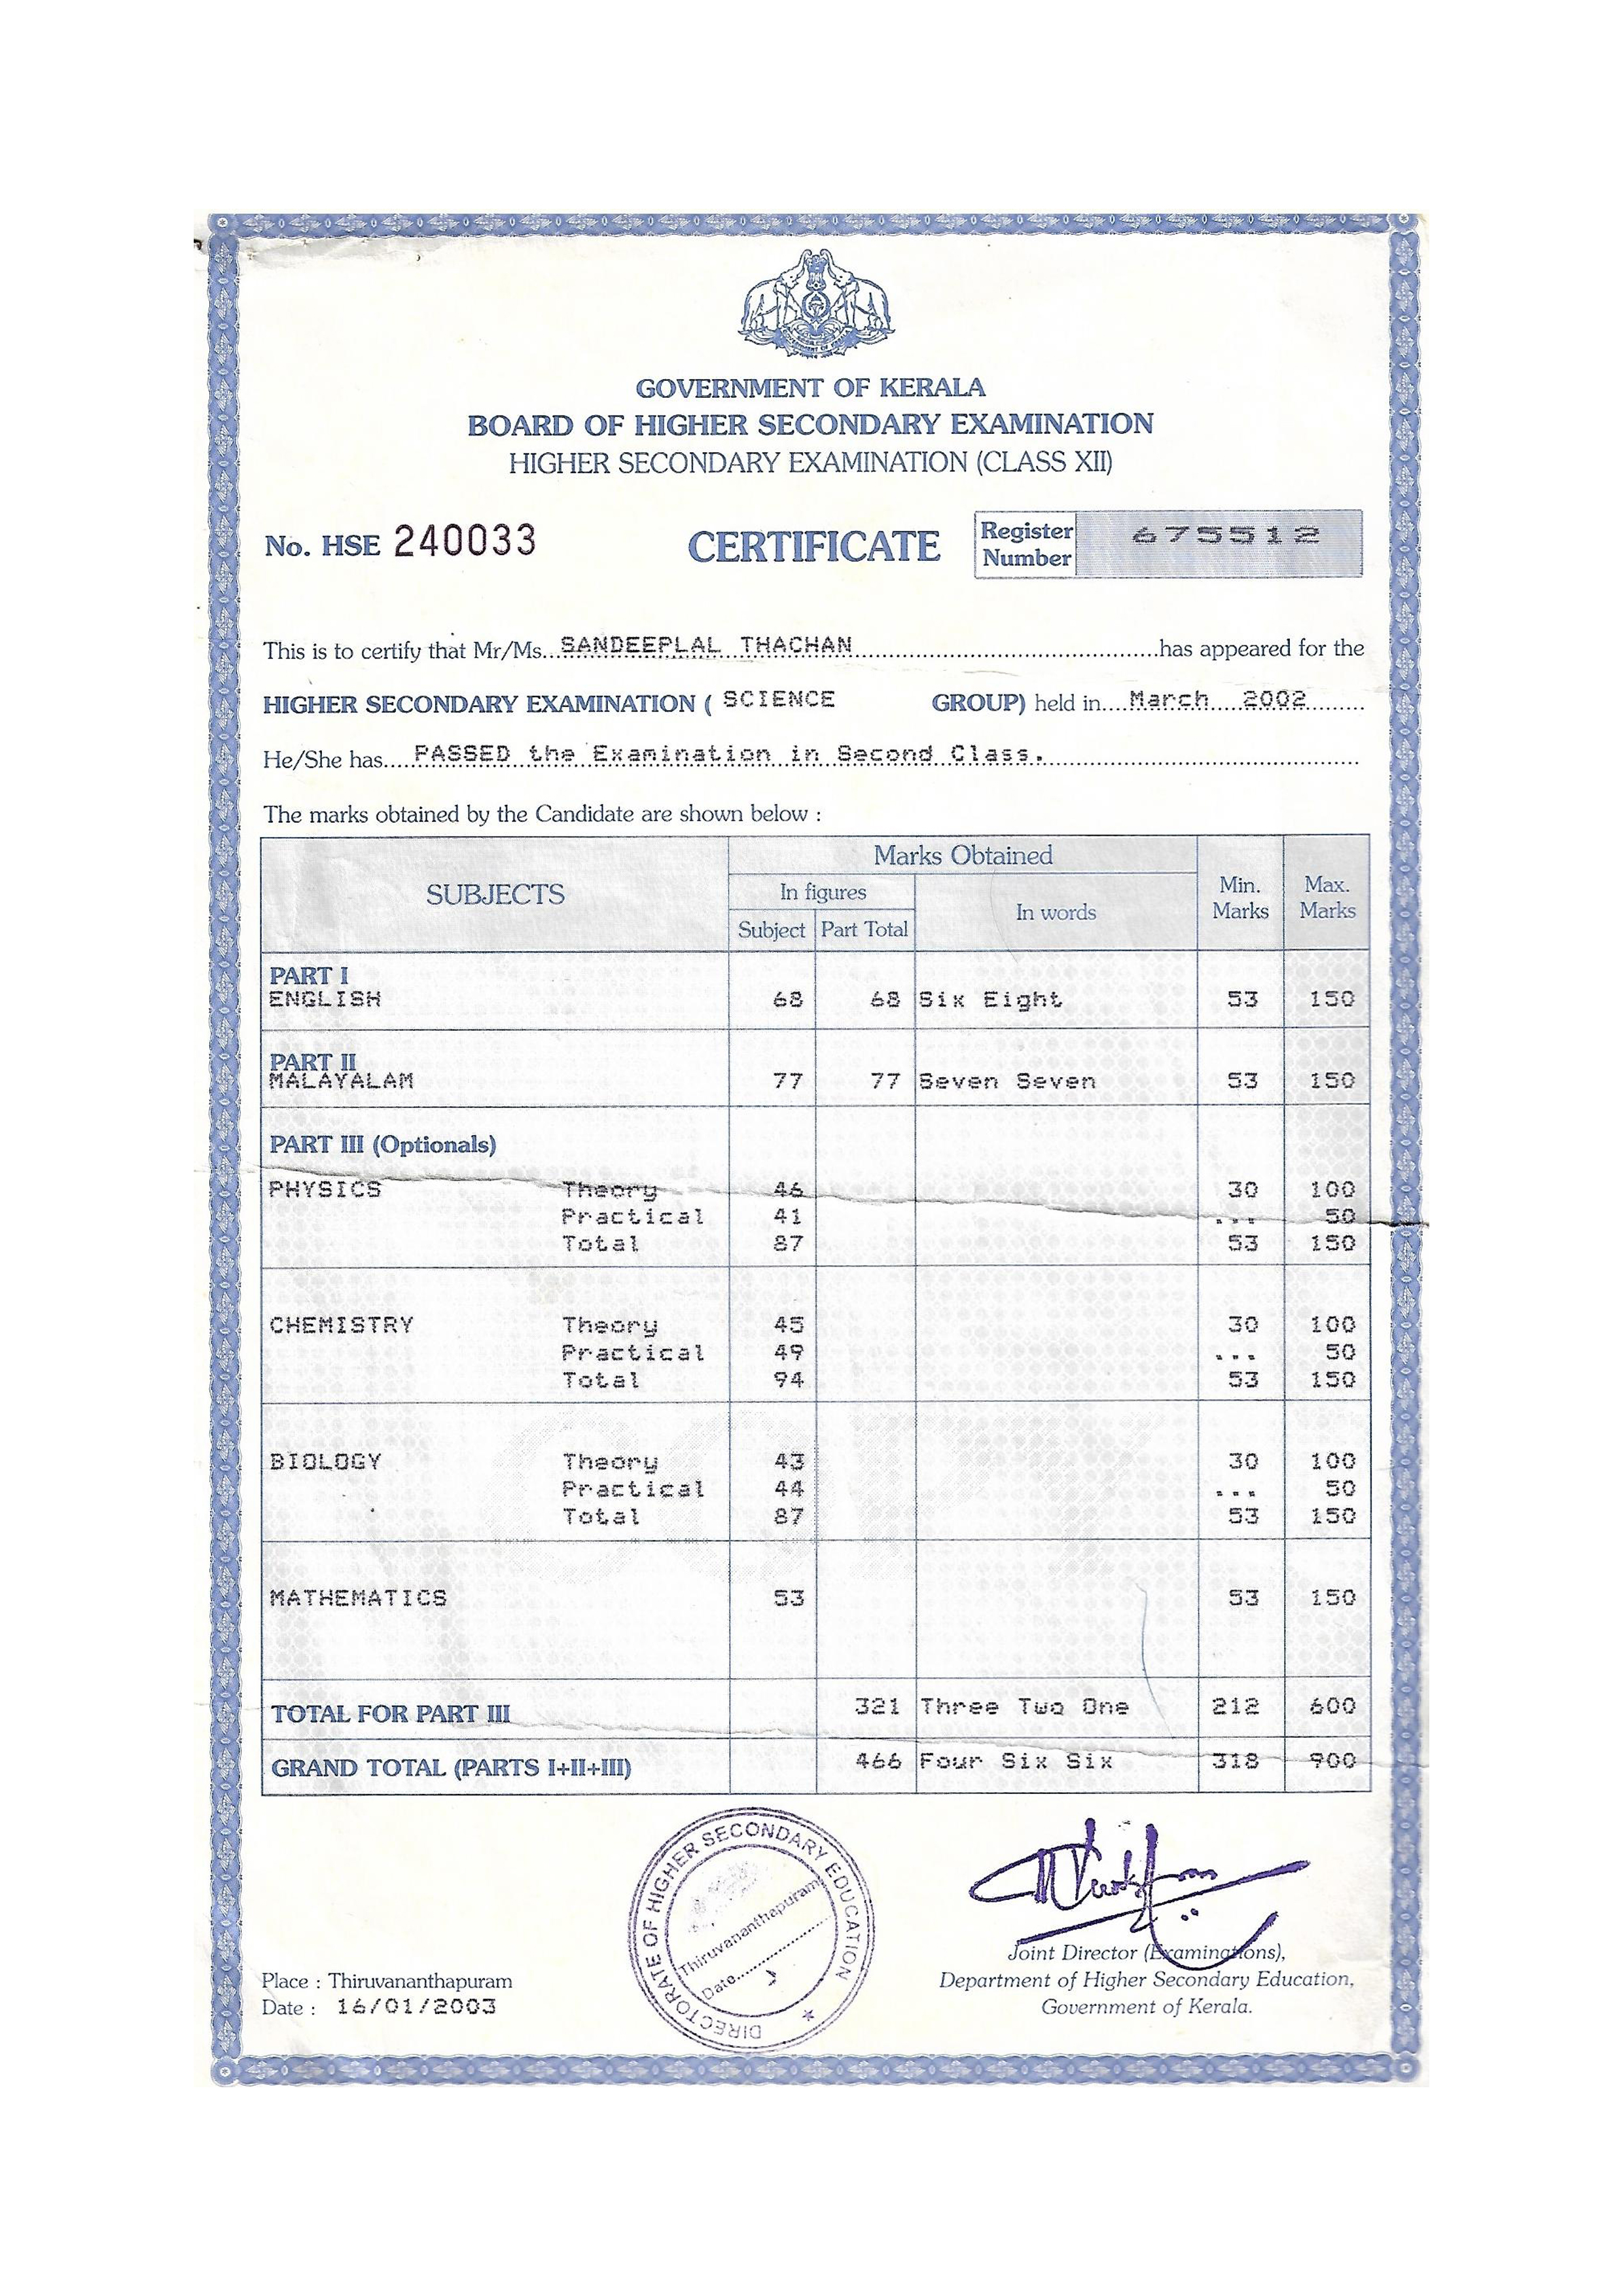 GOVERNMENT OF KERALA
BOARD OF HIGHER SECONDARY EXAMINATION
HIGHER SECONDARY EXAMINATION (CLASS XII)
No. HSE 240033 CERTIFICATE Register Number 675512
This is to certify that Mr/Ms...SANDEEPLAL THACHAN...has appeared for the
HIGHER SECONDARY EXAMINATION ( SCIENCE GROUP) held in....March....2002........
He/She has....PASSED the Examination in Second Class.
The marks obtained by the Candidate are shown below :
SUBJECTS Marks Obtained Min. Marks Max. Marks
In figures In words
Subject Part Total
PART I
ENGLISH 68 68 Six Eight 53 150
PART II
MALAYALAM 77 77 Seven Seven 53 150
PART III (Optionals)
PHYSICS Theory 46 30 100
Practical 41 ... 50
Total 87 53 150
CHEMISTRY Theory 45 30 100
Practical 49 ... 50
Total 94 53 150
BIOLOGY Theory 43 30 100
Practical 44 ... 50
Total 87 53 150
MATHEMATICS 53 53 150
TOTAL FOR PART III 321 Three Two One 212 600
GRAND TOTAL (PARTS I+II+III) 466 Four Six Six 318 900
DIRECTORATE OF HIGHER SECONDARY EDUCATION
Thiruvananthapuram
Date....................
Joint Director (Examinations),
Department of Higher Secondary Education,
Government of Kerala.
Place : Thiruvananthapuram
Date : 16/01/2003